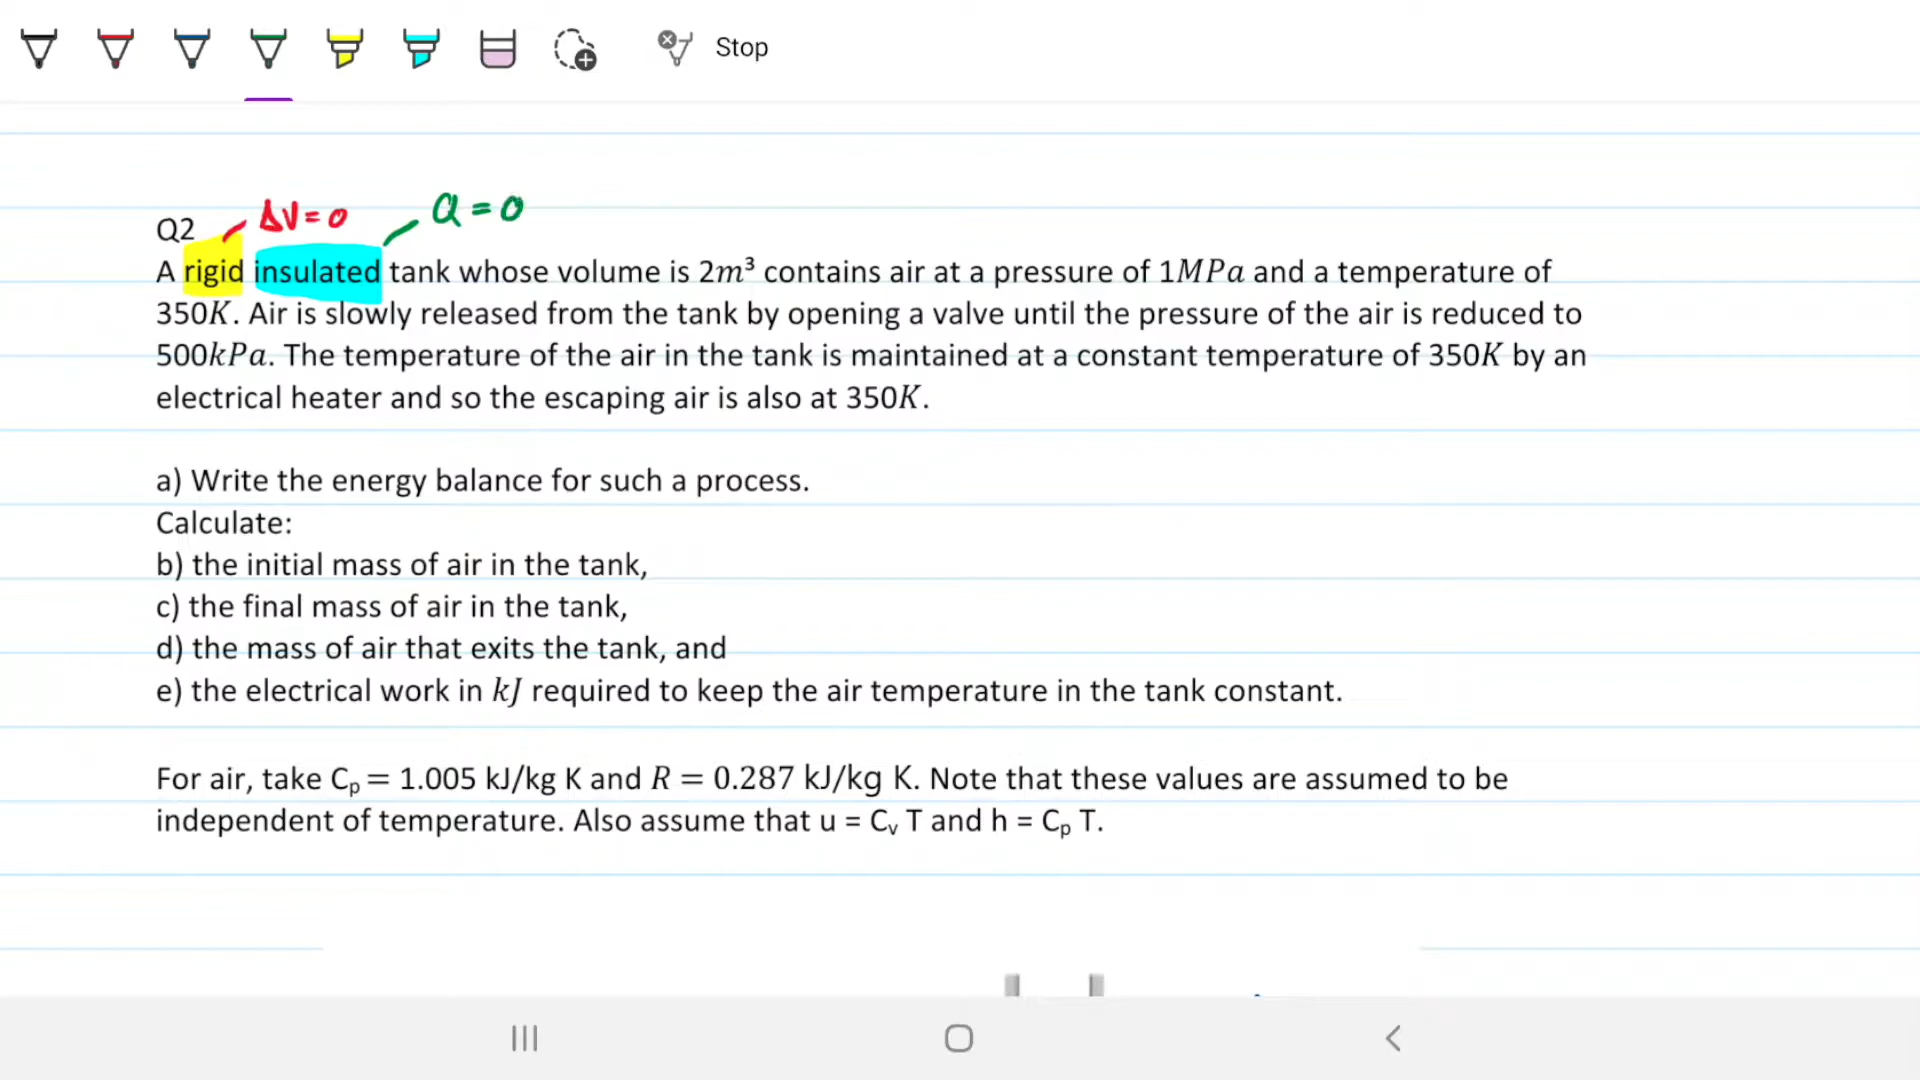 Stop
ΔV=0
Q=0
Q2
A rigid insulated tank whose volume is 2m³ contains air at a pressure of 1MPa and a temperature of
350K. Air is slowly released from the tank by opening a valve until the pressure of the air is reduced to
500kPa. The temperature of the air in the tank is maintained at a constant temperature of 350K by an
electrical heater and so the escaping air is also at 350K.
a) Write the energy balance for such a process.
Calculate:
b) the initial mass of air in the tank,
c) the final mass of air in the tank,
d) the mass of air that exits the tank, and
e) the electrical work in kJ required to keep the air temperature in the tank constant.
For air, take Cₚ = 1.005 kJ/kg K and R = 0.287 kJ/kg K. Note that these values are assumed to be
independent of temperature. Also assume that u = Cᵥ T and h = Cₚ T.